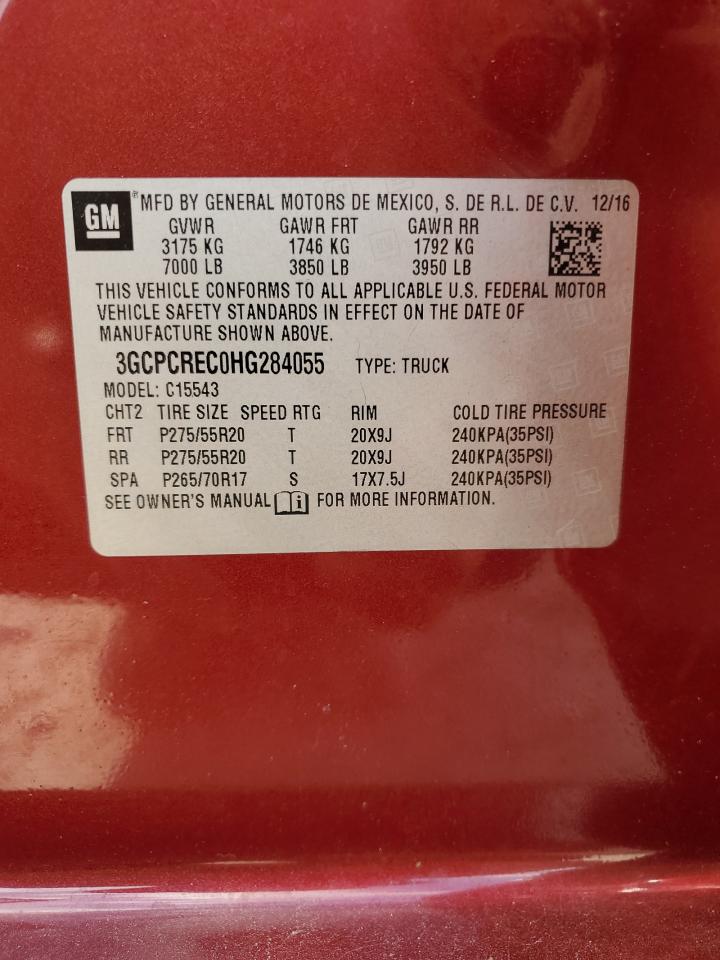 GM ® MFD BY GENERAL MOTORS DE MEXICO, S. DE R.L. DE C.V. 12/16
GVWR GAWR FRT GAWR RR
3175 KG 1746 KG 1792 KG
7000 LB 3850 LB 3950 LB
THIS VEHICLE CONFORMS TO ALL APPLICABLE U.S. FEDERAL MOTOR
VEHICLE SAFETY STANDARDS IN EFFECT ON THE DATE OF
MANUFACTURE SHOWN ABOVE.
3GCPCREC0HG284055 TYPE: TRUCK
MODEL: C15543
CHT2 TIRE SIZE SPEED RTG RIM COLD TIRE PRESSURE
FRT P275/55R20 T 20X9J 240KPA(35PSI)
RR P275/55R20 T 20X9J 240KPA(35PSI)
SPA P265/70R17 S 17X7.5J 240KPA(35PSI)
SEE OWNER'S MANUAL i FOR MORE INFORMATION.